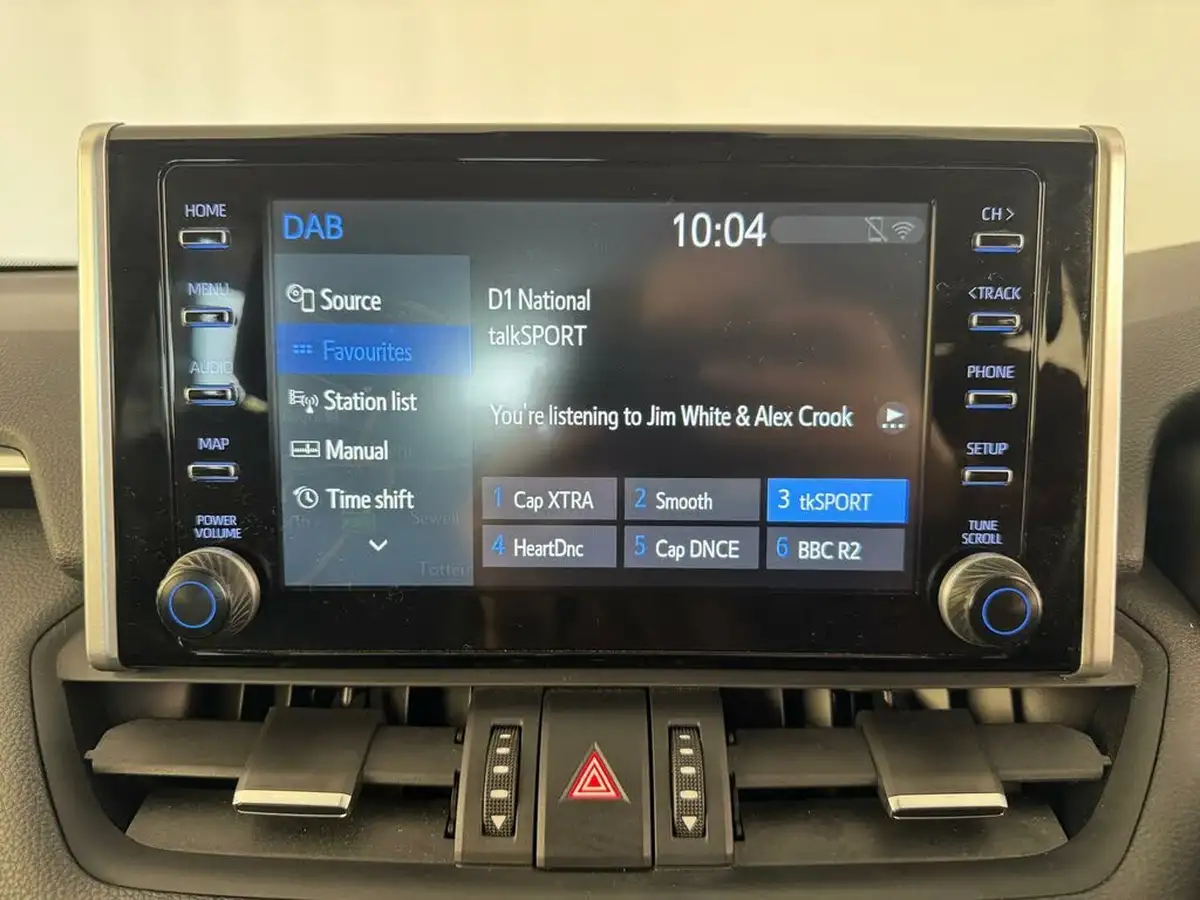 HOME
MENU
AUDIO
MAP
POWER
VOLUME
DAB
10:04
Source
Favourites
Station list
Manual
Time shift
Sewell
D1 National
talkSPORT
You're listening to Jim White & Alex Crook
1 Cap XTRA
2 Smooth
3 tkSPORT
4 HeartDnc
5 Cap DNCE
6 BBC R2
CH >
<TRACK
PHONE
SETUP
TUNE
SCROLL